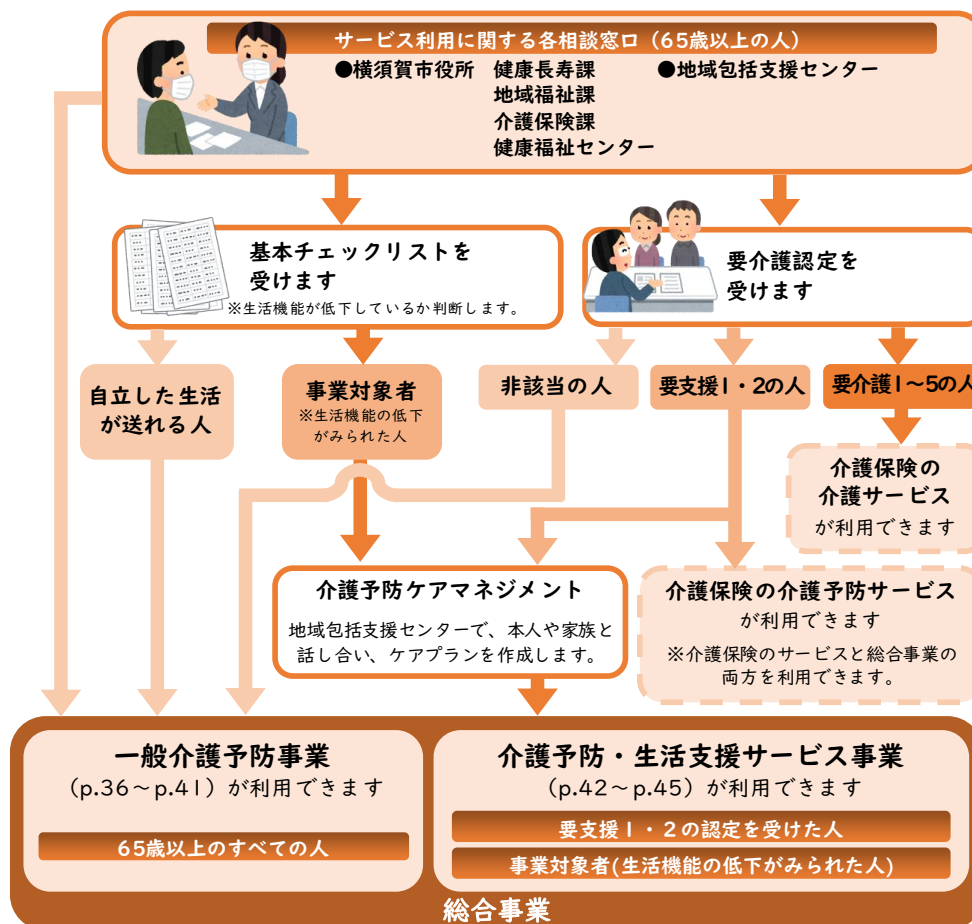 サービス利用に関する各相談窓口（65歳以上の人）
●横須賀市役所　健康長寿課　●地域包括支援センター
地域福祉課
介護保険課
健康福祉センター
基本チェックリストを
受けます
※生活機能が低下しているか判断します。
要介護認定を
受けます
自立した生活
が送れる人
事業対象者
※生活機能の低下
がみられた人
非該当の人
要支援1・2の人
要介護1～5の人
介護保険の
介護サービス
が利用できます
介護予防ケアマネジメント
地域包括支援センターで、本人や家族と
話し合い、ケアプランを作成します。
介護保険の介護予防サービス
が利用できます
※介護保険のサービスと総合事業の
両方を利用できます。
一般介護予防事業
（p.36～p.41）が利用できます
65歳以上のすべての人
介護予防・生活支援サービス事業
（p.42～p.45）が利用できます
要支援１・２の認定を受けた人
事業対象者(生活機能の低下がみられた人)
総合事業